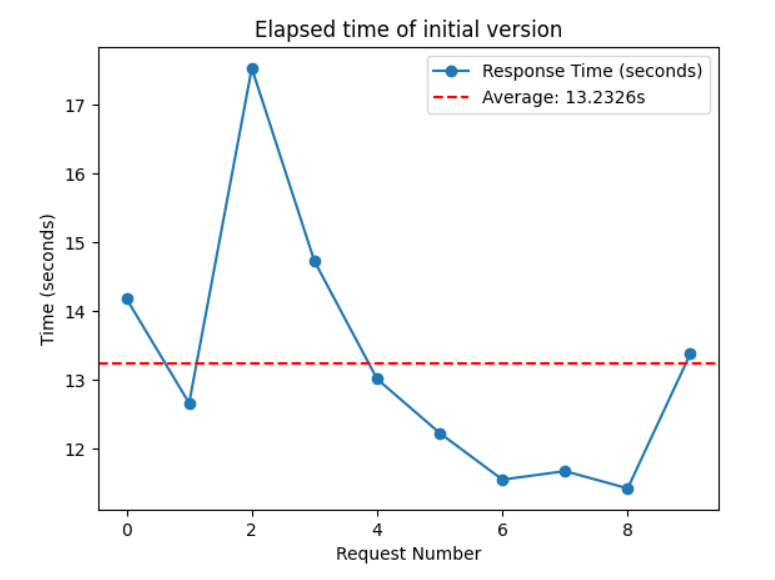 Elapsed time of initial version
Response Time (seconds)
Average: 13.2326s
17
16
15
14
13
12
Time (seconds)
0 2 4 6 8
Request Number